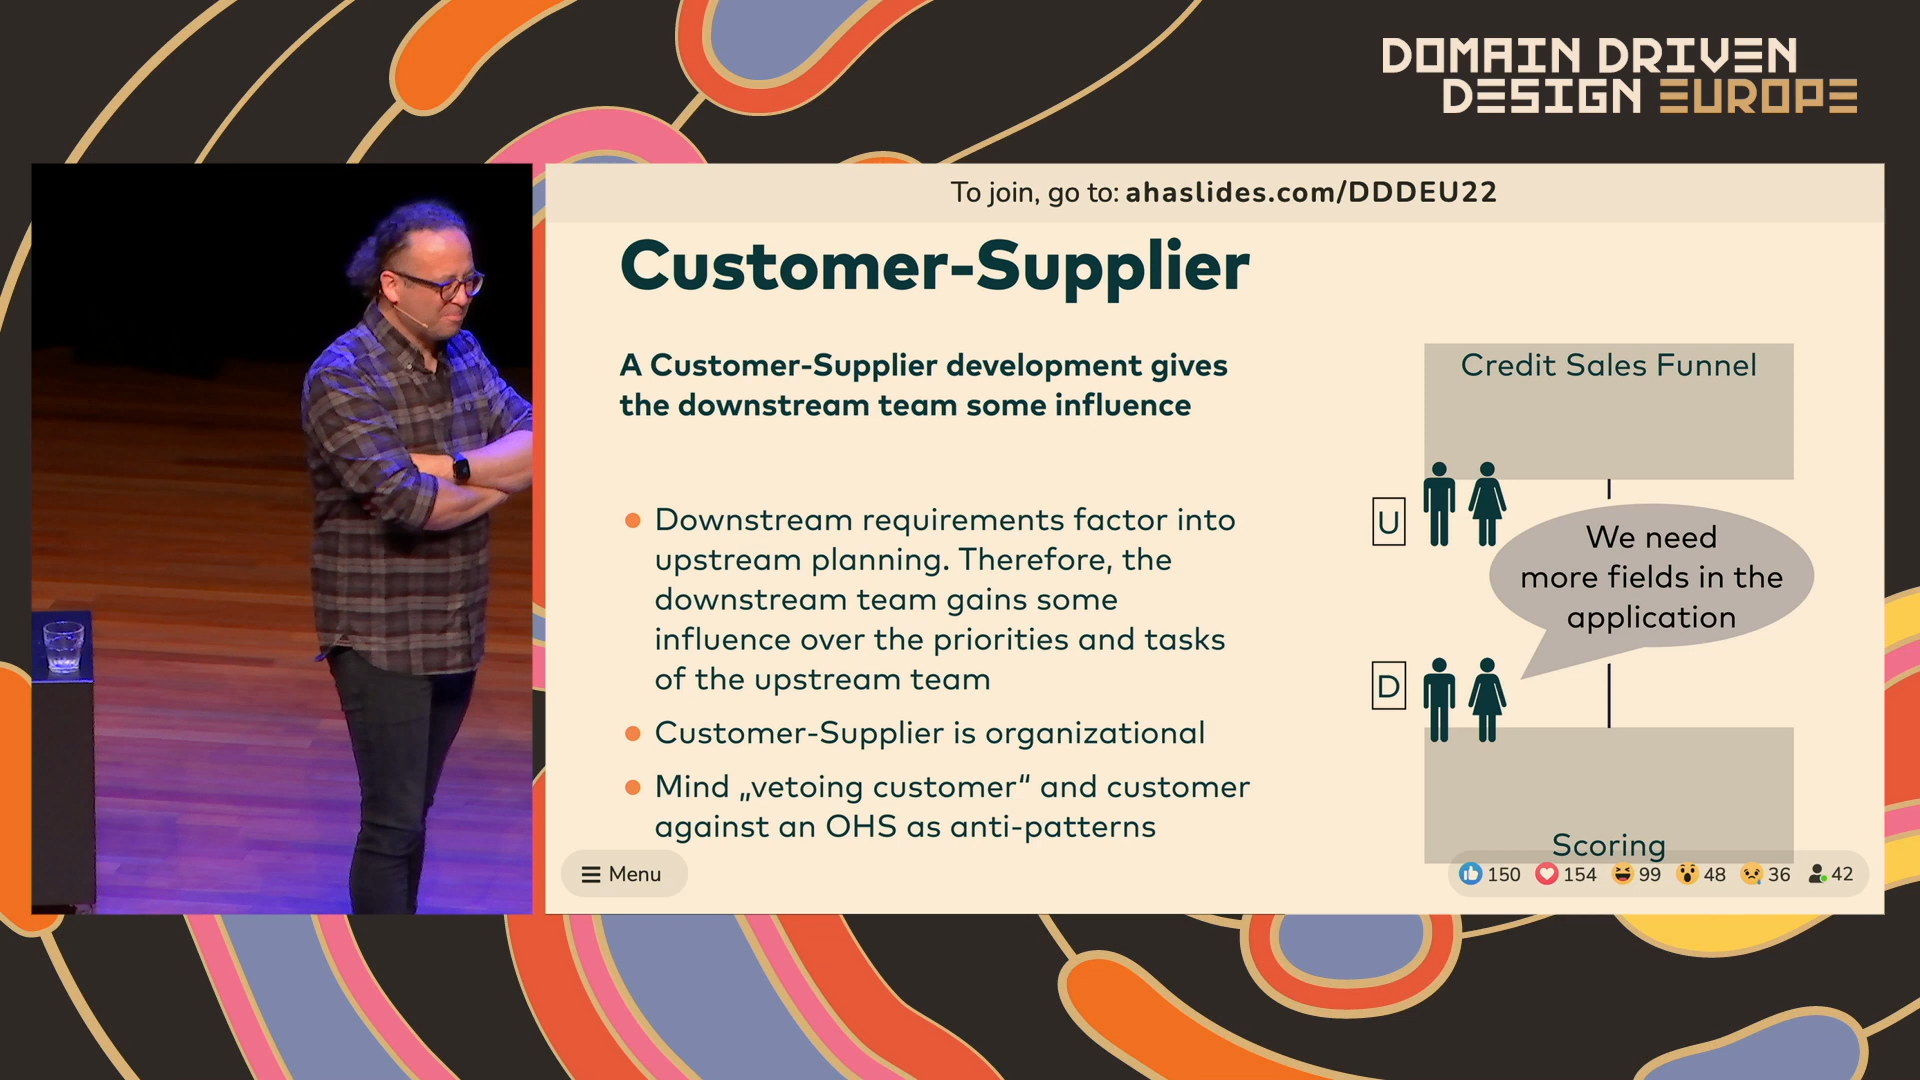 DOMAIN DRIVEN
DESIGN EUROPE
To join, go to: ahaslides.com/DDDEU22
Customer-Supplier
A Customer-Supplier development gives
the downstream team some influence
Downstream requirements factor into
upstream planning. Therefore, the
downstream team gains some
influence over the priorities and tasks
of the upstream team
Customer-Supplier is organizational
Mind „vetoing customer“ and customer
against an OHS as anti-patterns
Credit Sales Funnel
U
We need
more fields in the
application
D
Scoring
Menu
150 154 99 48 36 42